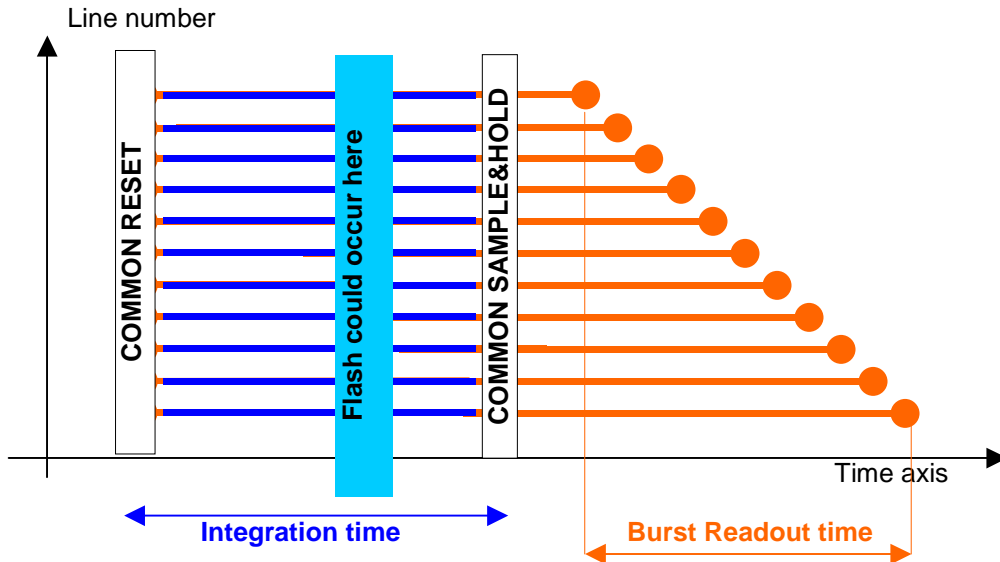 Line number
COMMON RESET
Flash could occur here
COMMON SAMPLE&HOLD
Time axis
Integration time
Burst Readout time